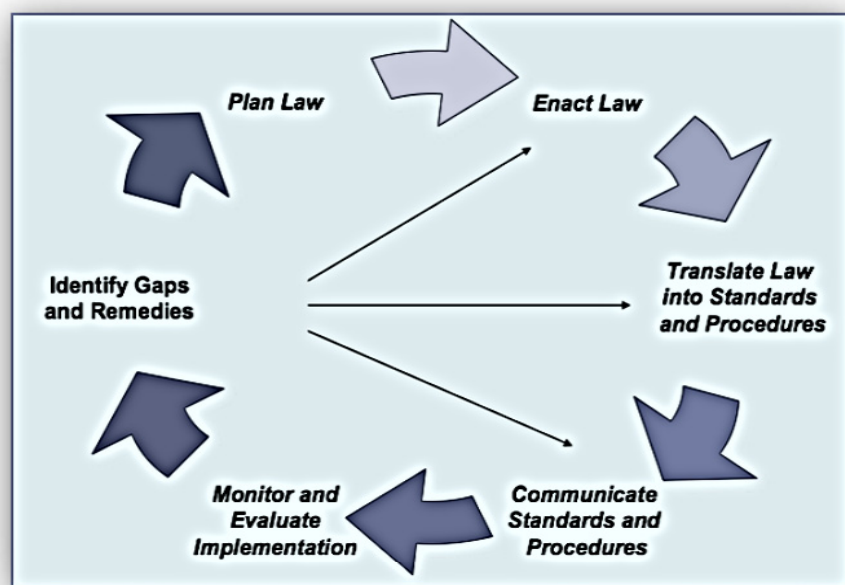 Plan Law
Enact Law
Translate Law
into Standards
and Procedures
Communicate
Standards and
Procedures
Monitor and
Evaluate
Implementation
Identify Gaps
and Remedies